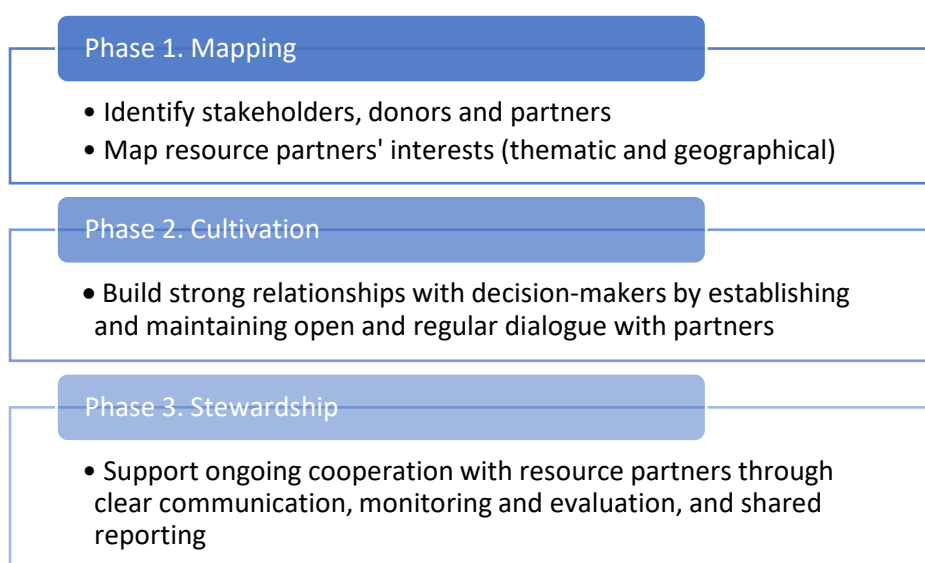 Phase 1. Mapping
• Identify stakeholders, donors and partners
• Map resource partners' interests (thematic and geographical)
Phase 2. Cultivation
• Build strong relationships with decision-makers by establishing
and maintaining open and regular dialogue with partners
Phase 3. Stewardship
• Support ongoing cooperation with resource partners through
clear communication, monitoring and evaluation, and shared
reporting